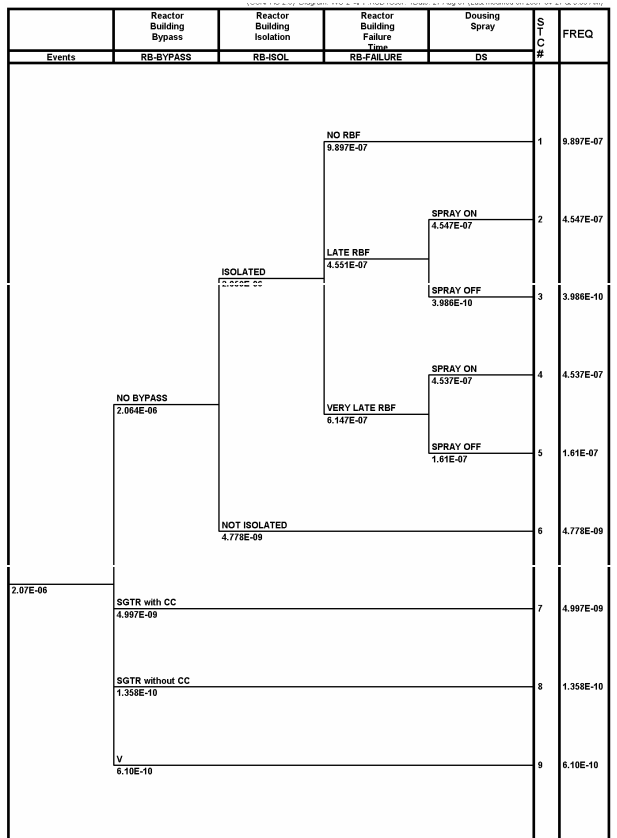 Reactor
Building
Bypass
Reactor
Building
Isolation
Reactor
Building
Failure
Time
Dousing
Spray
S
T
C
#
FREQ
Events
RB-BYPASS
RB-ISOL
RB-FAILURE
DS
NO RBF
9.897E-07
1
9.897E-07
SPRAY ON
4.547E-07
2
4.547E-07
LATE RBF
4.551E-07
ISOLATED
SPRAY OFF
3.986E-10
3
3.986E-10
SPRAY ON
4.537E-07
4
4.537E-07
NO BYPASS
2.064E-06
VERY LATE RBF
6.147E-07
SPRAY OFF
1.61E-07
5
1.61E-07
NOT ISOLATED
4.778E-09
6
4.778E-09
2.07E-06
SGTR with CC
4.997E-09
7
4.997E-09
SGTR without CC
1.358E-10
8
1.358E-10
V
6.10E-10
9
6.10E-10